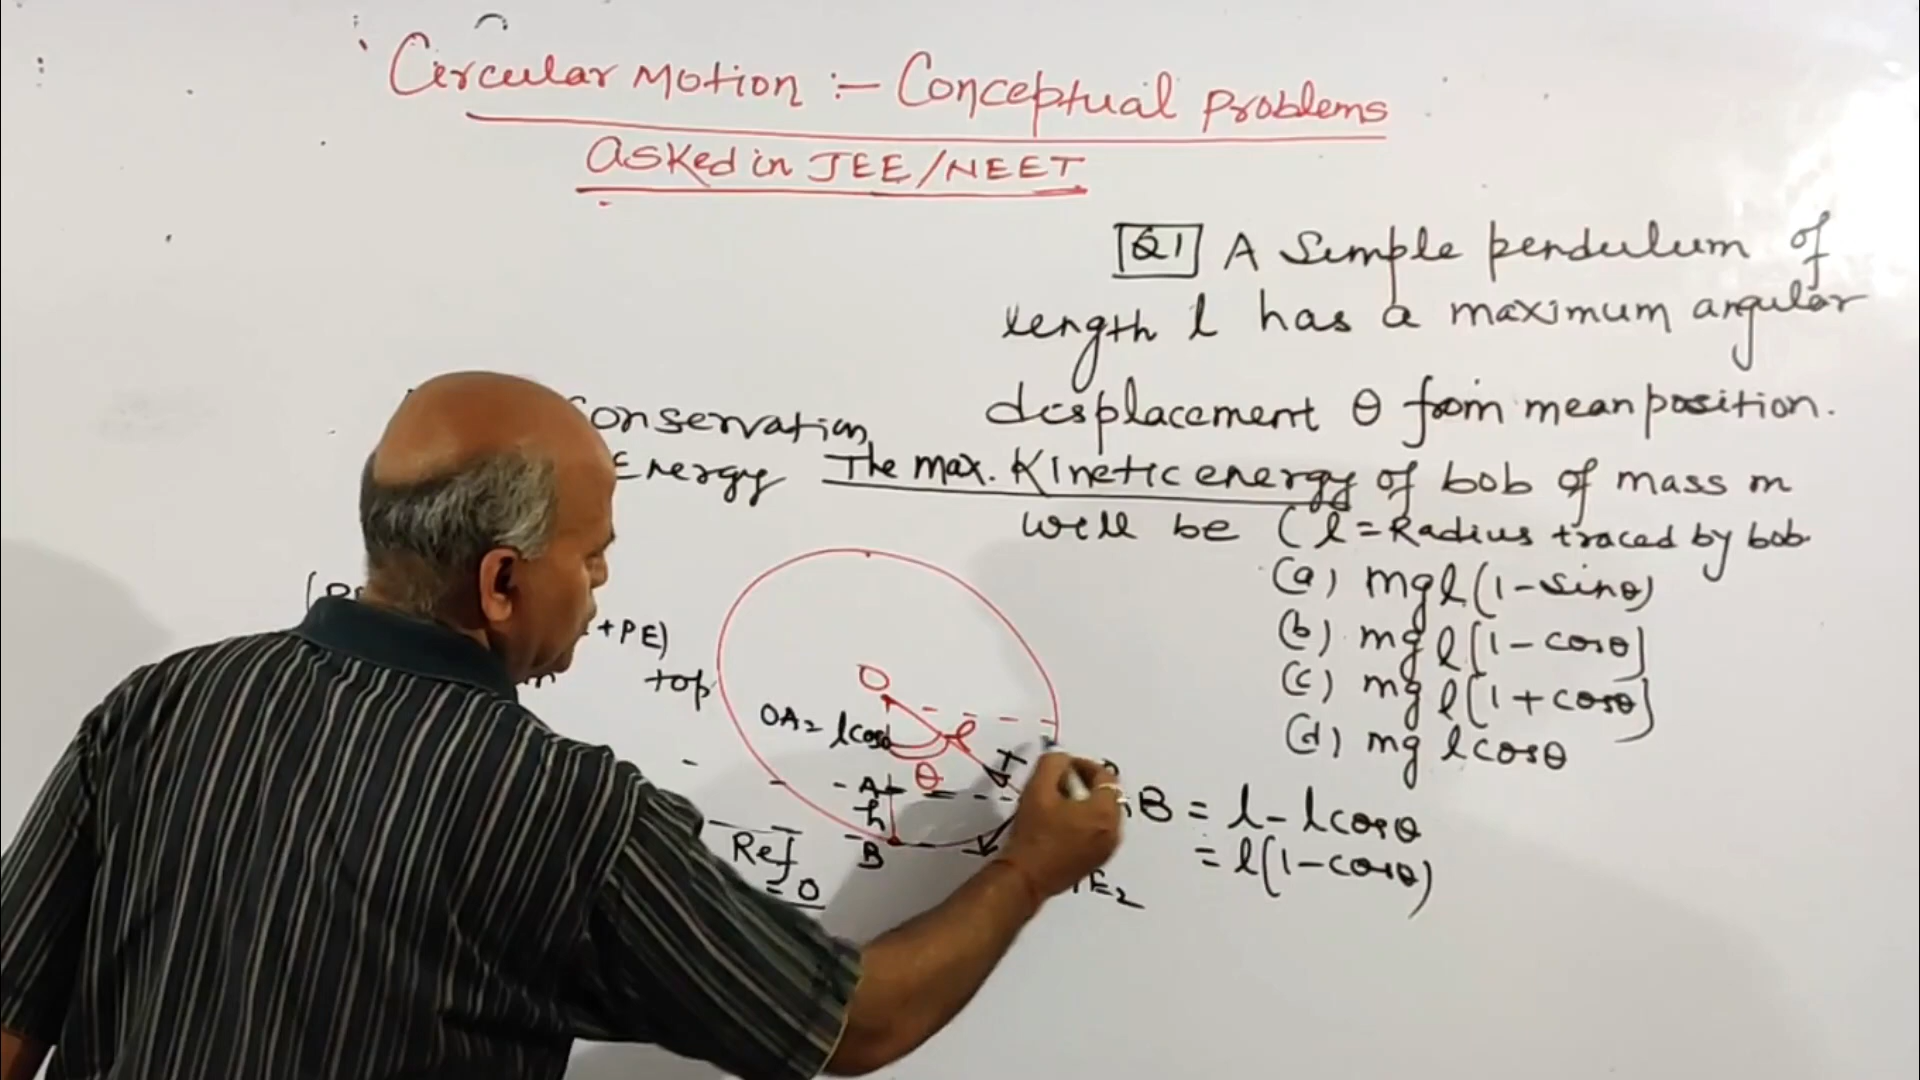 Circular Motion :- Conceptual Problems
asked in JEE/NEET
Q1 A Simple pendulum of
length l has a maximum angular
displacement θ from mean position.
The max. Kinetic energy of bob of mass m
will be (l = Radius traced by bob
(a) mgl(1-sinθ)
(b) mgl[1-cosθ]
(c) mgl[1+cosθ]
(d) mg lcosθ
Conservation
Energy
+PE)
top
O
l
OA = lcosθ
θ
A
h
B
Ref
= 0
B = l - lcosθ
= l(1-cosθ)